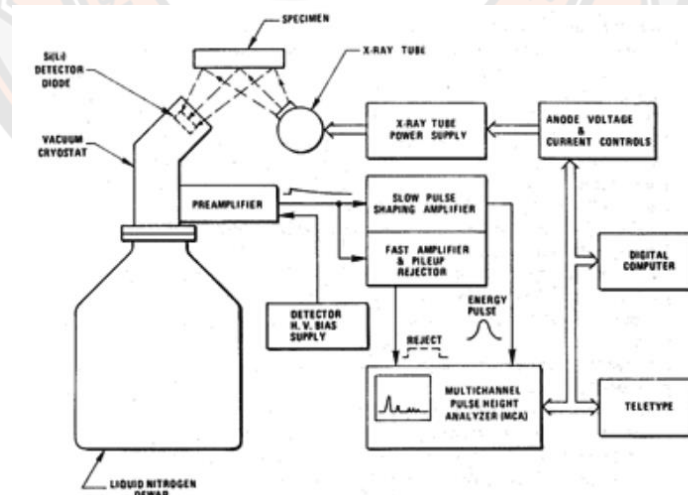 SPECIMEN
Si(Li)
DETECTOR
DIODE
X-RAY TUBE
VACUUM
CRYOSTAT
X-RAY TUBE
POWER SUPPLY
ANODE VOLTAGE
&
CURRENT CONTROLS
PREAMPLIFIER
SLOW PULSE
SHAPING AMPLIFIER
FAST AMPLIFIER
& PILEUP
REJECTOR
DIGITAL
COMPUTER
DETECTOR
H. V. BIAS
SUPPLY
ENERGY
PULSE
REJECT
MULTICHANNEL
PULSE HEIGHT
ANALYZER (MCA)
TELETYPE
LIQUID NITROGEN
DEWAR